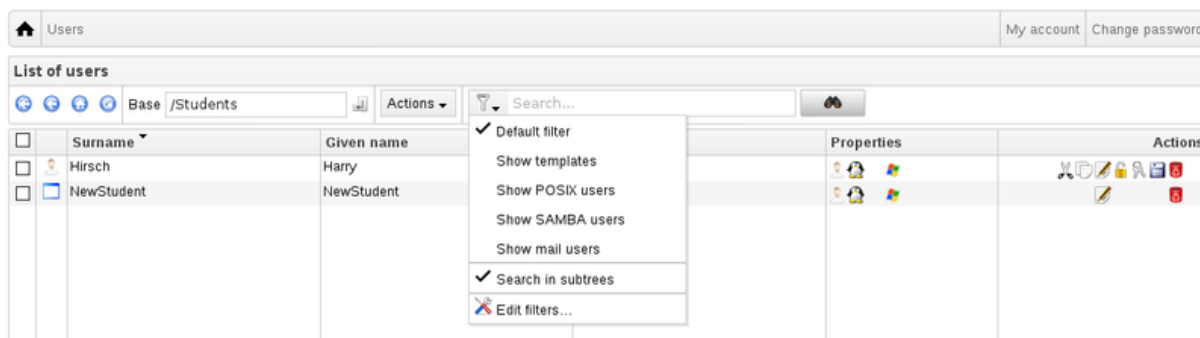 Users My account Change password
List of users
Base /Students Actions Search...
Surname Given name Properties Actions
Hirsch Harry
NewStudent NewStudent
Default filter
Show templates
Show POSIX users
Show SAMBA users
Show mail users
Search in subtrees
Edit filters...